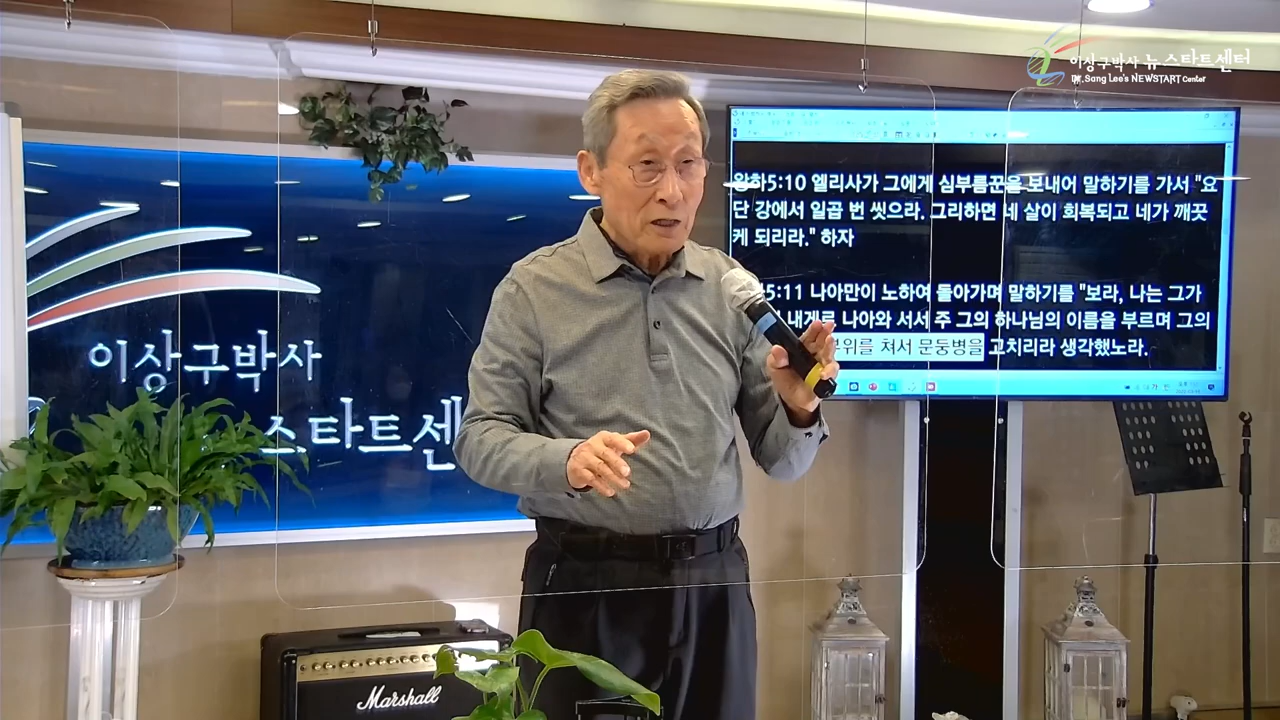 이상구박사 뉴스타트센터
Dr. Sang Lee's NEWSTART Center
왕하5:10 엘리사가 그에게 심부름꾼을 보내어 말하기를 가서 "요
단 강에서 일곱 번 씻으라. 그리하면 네 살이 회복되고 네가 깨끗
케 되리라." 하자
5:11 나아만이 노하여 돌아가며 말하기를 "보라, 나는 그가
내게로 나아와 서서 주 그의 하나님의 이름을 부르며 그의
부위를 쳐서 문둥병을 고치리라 생각했노라.
이상구박사
스타트센
Marshall